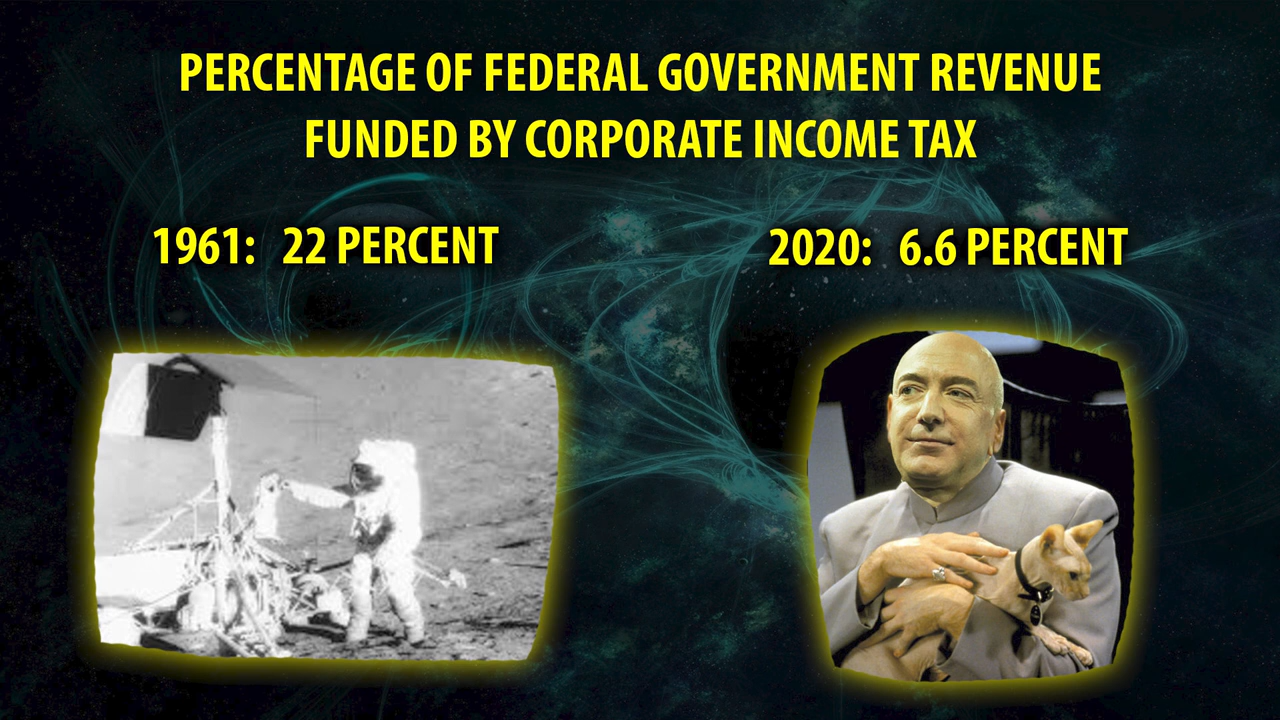 PERCENTAGE OF FEDERAL GOVERNMENT REVENUE
FUNDED BY CORPORATE INCOME TAX
1961: 22 PERCENT
2020: 6.6 PERCENT